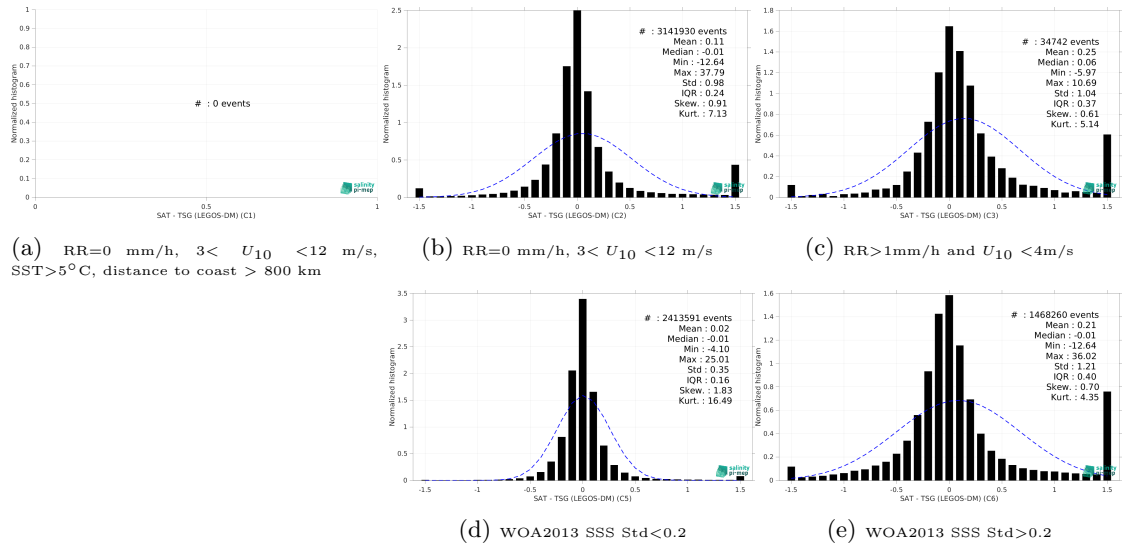 1
0.9
0.8
0.7
0.6
0.5
0.4
0.3
0.2
0.1
0
Normalized histogram
# : 0 events
salinity
pi-mep
0 0.5 1
SAT - TSG (LEGOS-DM) (C1)
(a) RR=0 mm/h, 3< U10 <12 m/s,
SST>5°C, distance to coast > 800 km
2.5
2
1.5
1
0.5
0
Normalized histogram
# : 3141930 events
Mean : 0.11
Median : -0.01
Min : -12.64
Max : 37.79
Std : 0.98
IQR : 0.24
Skew. : 0.91
Kurt. : 7.13
salinity
pi-mep
-1.5 -1 -0.5 0 0.5 1 1.5
SAT - TSG (LEGOS-DM) (C2)
(b) RR=0 mm/h, 3< U10 <12 m/s
1.8
1.6
1.4
1.2
1
0.8
0.6
0.4
0.2
0
Normalized histogram
# : 34742 events
Mean : 0.25
Median : 0.06
Min : -5.97
Max : 10.69
Std : 1.04
IQR : 0.37
Skew. : 0.61
Kurt. : 5.14
salinity
pi-mep
-1.5 -1 -0.5 0 0.5 1 1.5
SAT - TSG (LEGOS-DM) (C3)
(c) RR>1mm/h and U10 <4m/s
3.5
3
2.5
2
1.5
1
0.5
0
Normalized histogram
# : 2413591 events
Mean : 0.02
Median : -0.01
Min : -4.10
Max : 25.01
Std : 0.35
IQR : 0.16
Skew. : 1.83
Kurt. : 16.49
salinity
pi-mep
-1.5 -1 -0.5 0 0.5 1 1.5
SAT - TSG (LEGOS-DM) (C5)
(d) WOA2013 SSS Std<0.2
1.6
1.4
1.2
1
0.8
0.6
0.4
0.2
0
Normalized histogram
# : 1468260 events
Mean : 0.21
Median : -0.01
Min : -12.64
Max : 36.02
Std : 1.21
IQR : 0.40
Skew. : 0.70
Kurt. : 4.35
salinity
pi-mep
-1.5 -1 -0.5 0 0.5 1 1.5
SAT - TSG (LEGOS-DM) (C6)
(e) WOA2013 SSS Std>0.2